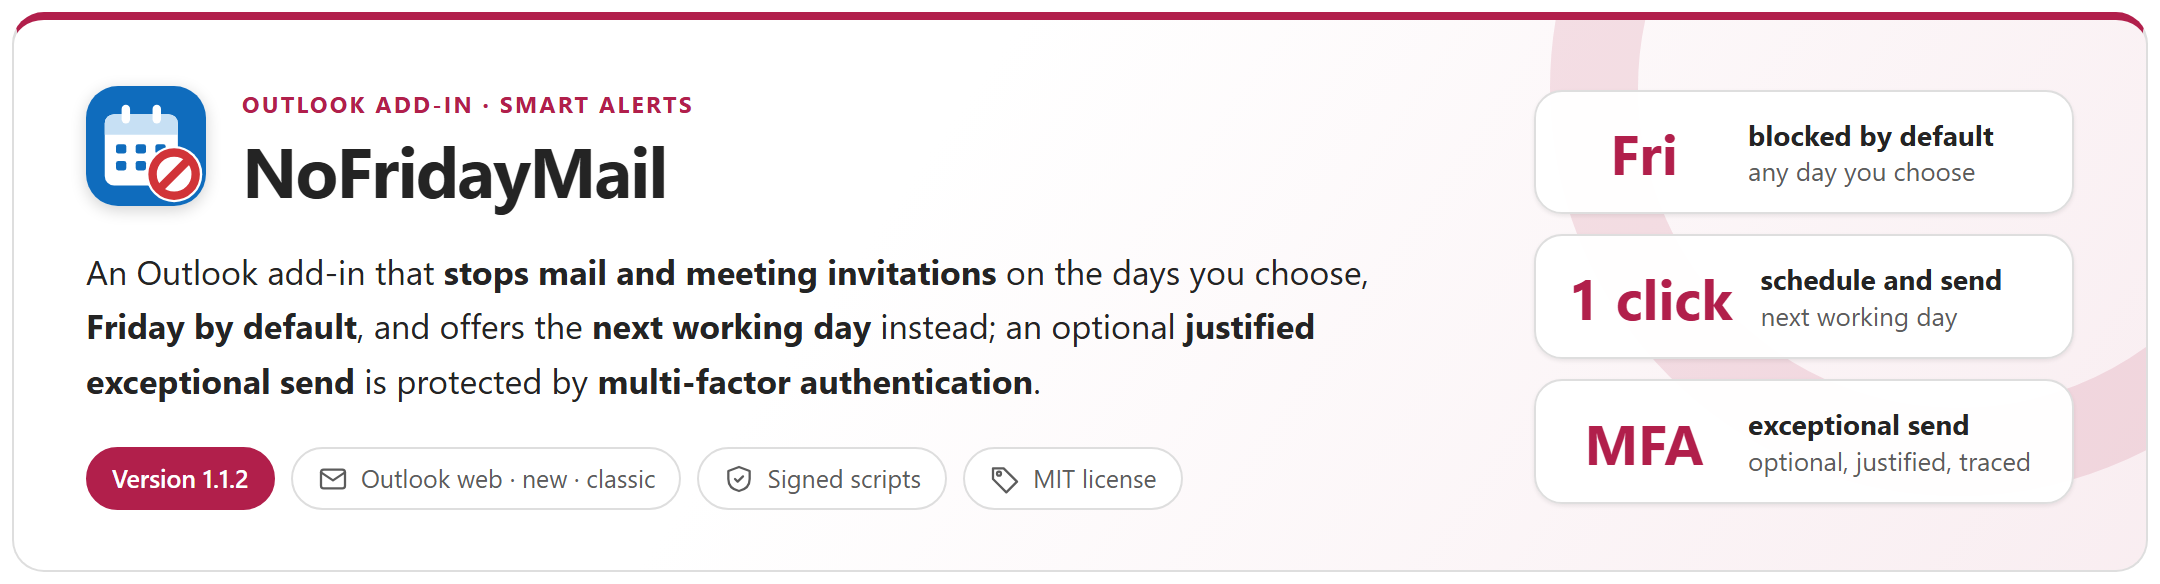 OUTLOOK ADD-IN · SMART ALERTS
NoFridayMail
An Outlook add-in that stops mail and meeting invitations on the days you choose,
Friday by default, and offers the next working day instead; an optional justified
exceptional send is protected by multi-factor authentication.
Version 1.1.2
Outlook web · new · classic
Signed scripts
MIT license
Fri
blocked by default
any day you choose
1 click
schedule and send
next working day
MFA
exceptional send
optional, justified, traced